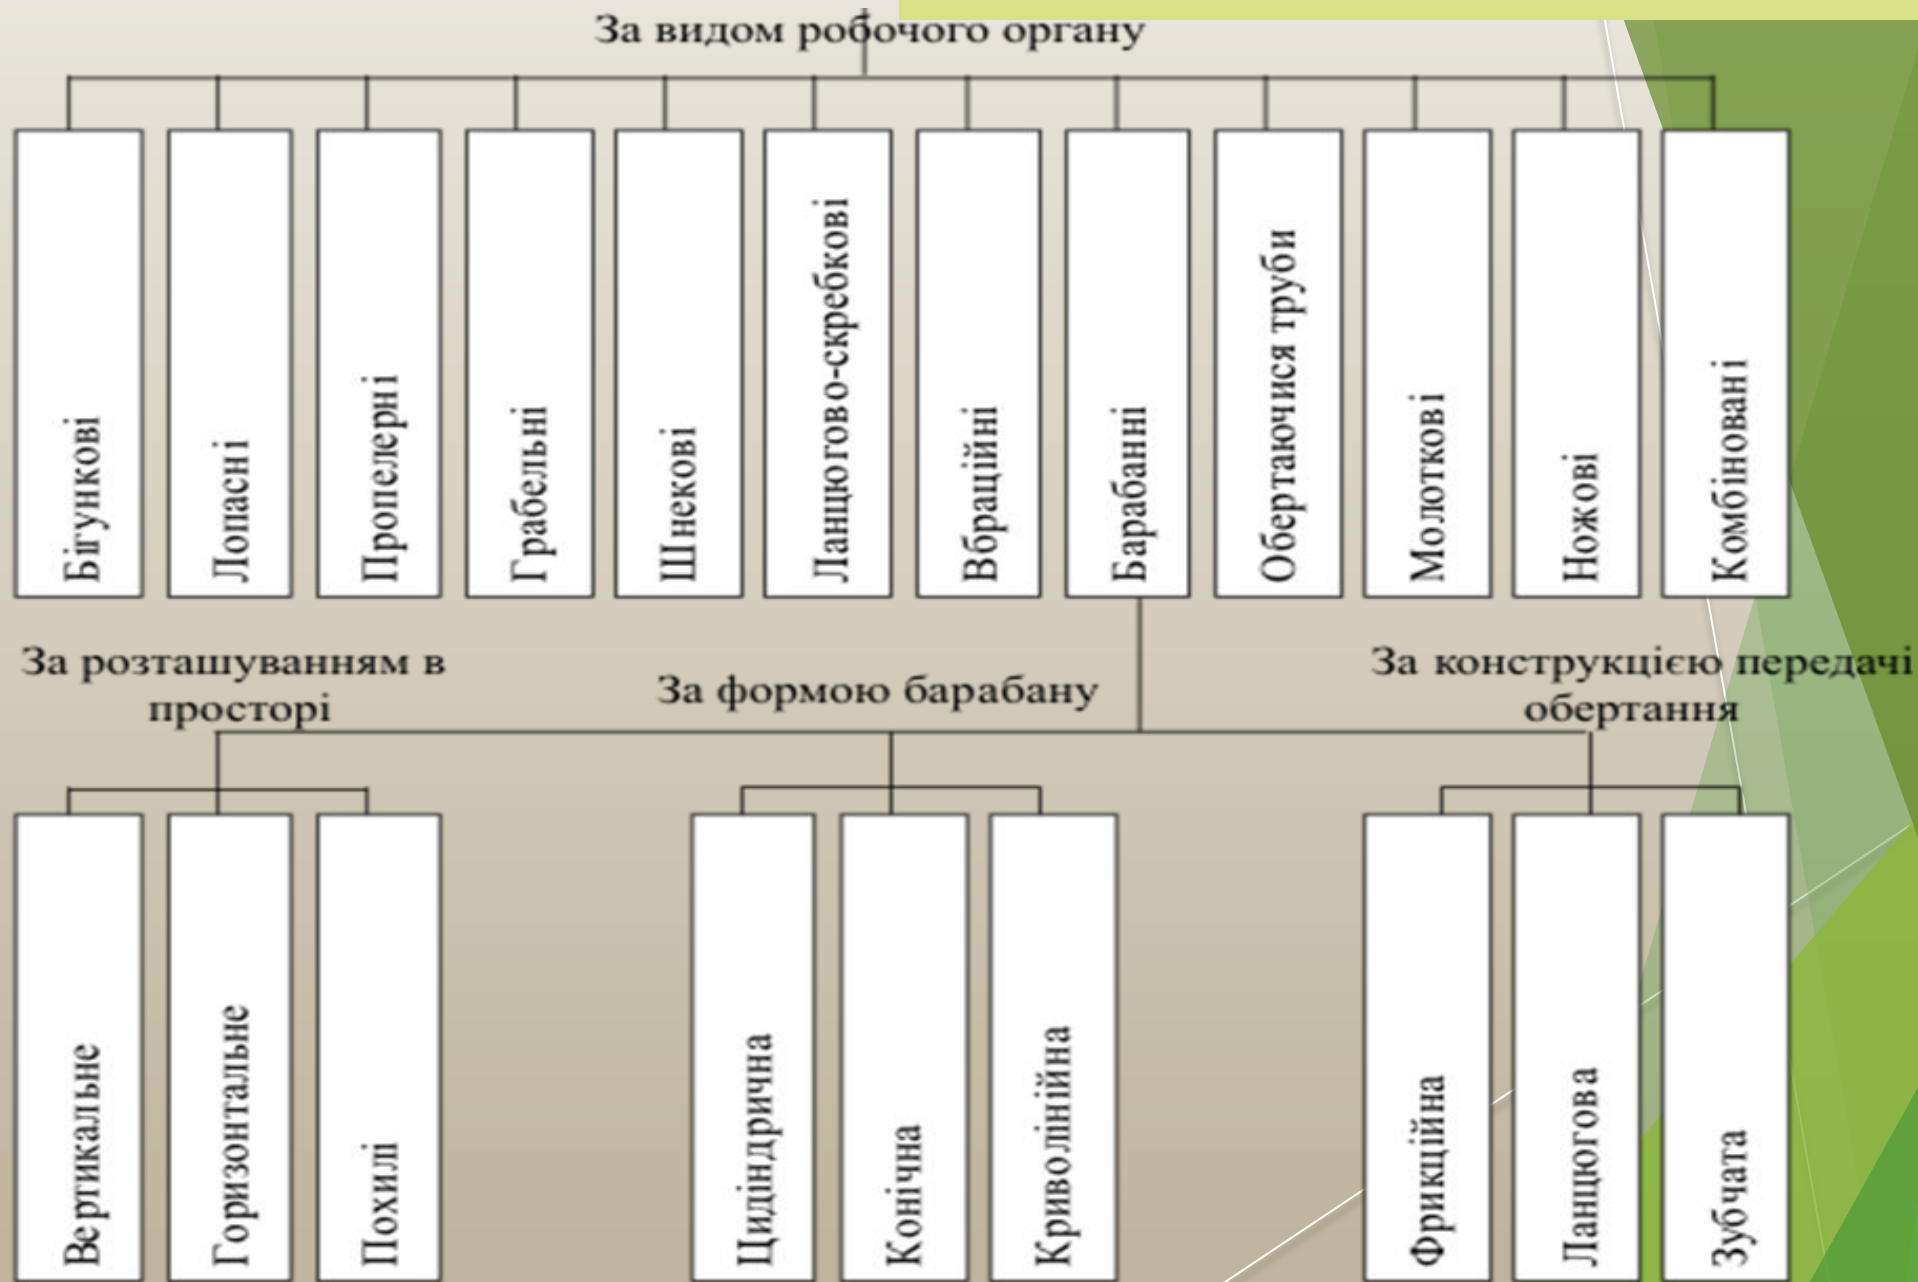 За видом робочого органу
Бігункові
Лопасні
Пропелерні
Грабельні
Шнекові
Ланцюгово-скребкові
Вбраційні
Барабанні
Обертаючися труби
Молоткові
Ножові
Комбіновані
За розташуванням в
просторі
За формою барабану
За конструкцією передачі
обертання
Вертикальне
Горизонтальне
Похилі
Цидіндрична
Конічна
Криволінійна
Фрикційна
Ланцюгова
Зубчата